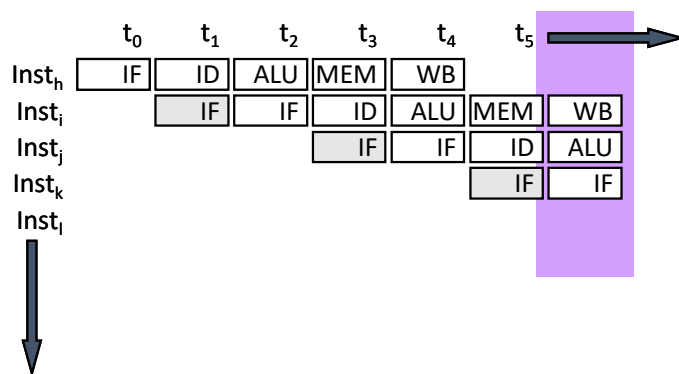 t₀ t₁ t₂ t₃ t₄ t₅
Instₕ IF ID ALU MEM WB
Instᵢ IF IF ID ALU MEM WB
Instⱼ IF IF ID ALU
Instₖ IF IF
Instₗ